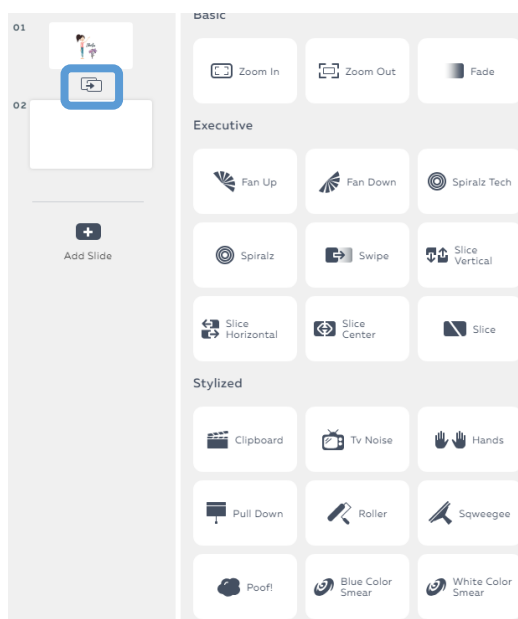 01
02
Add Slide
Basic
Zoom In
Zoom Out
Fade
Executive
Fan Up
Fan Down
Spiralz Tech
Spiralz
Swipe
Slice
Vertical
Slice
Horizontal
Slice
Center
Slice
Stylized
Clipboard
Tv Noise
Hands
Pull Down
Roller
Sqweegee
Poof!
Blue Color
Smear
White Color
Smear